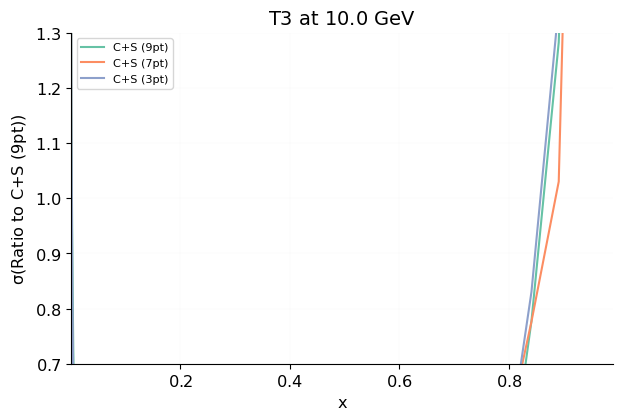 T3 at 10.0 GeV
C+S (9pt)
C+S (7pt)
C+S (3pt)
σ(Ratio to C+S (9pt))
1.3
1.2
1.1
1.0
0.9
0.8
0.7
0.2 0.4 0.6 0.8
x